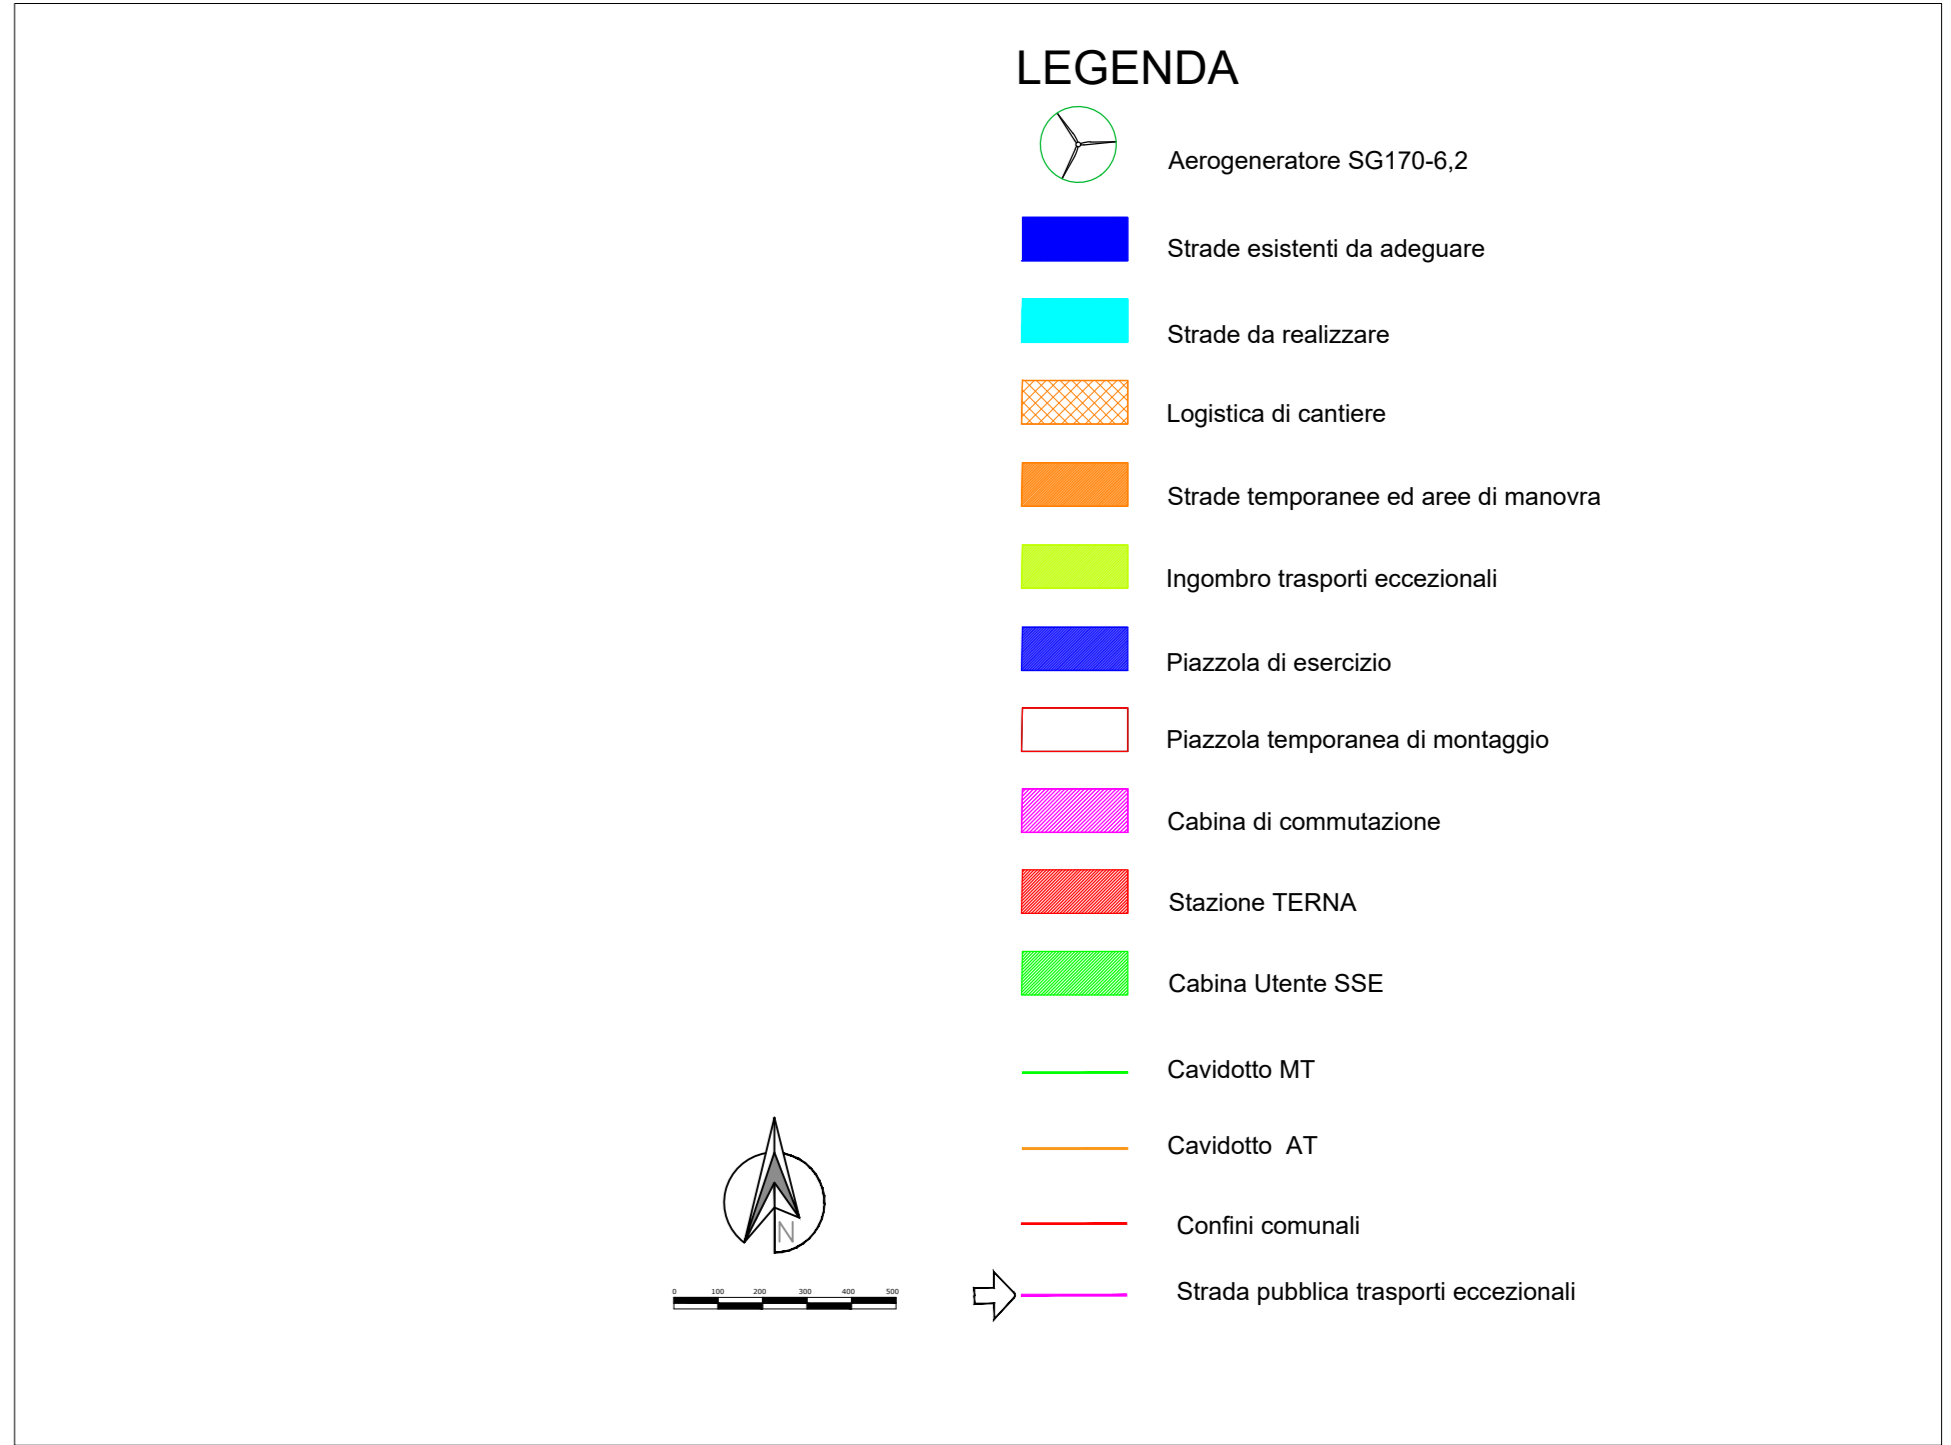 LEGENDA
Aerogeneratore SG170-6,2
Strade esistenti da adeguare
Strade da realizzare
Logistica di cantiere
Strade temporanee ed aree di manovra
Ingombro trasporti eccezionali
Piazzola di esercizio
Piazzola temporanea di montaggio
Cabina di commutazione
Stazione TERNA
Cabina Utente SSE
Cavidotto MT
Cavidotto AT
Confini comunali
N
0 100 200 300 400 500
Strada pubblica trasporti eccezionali